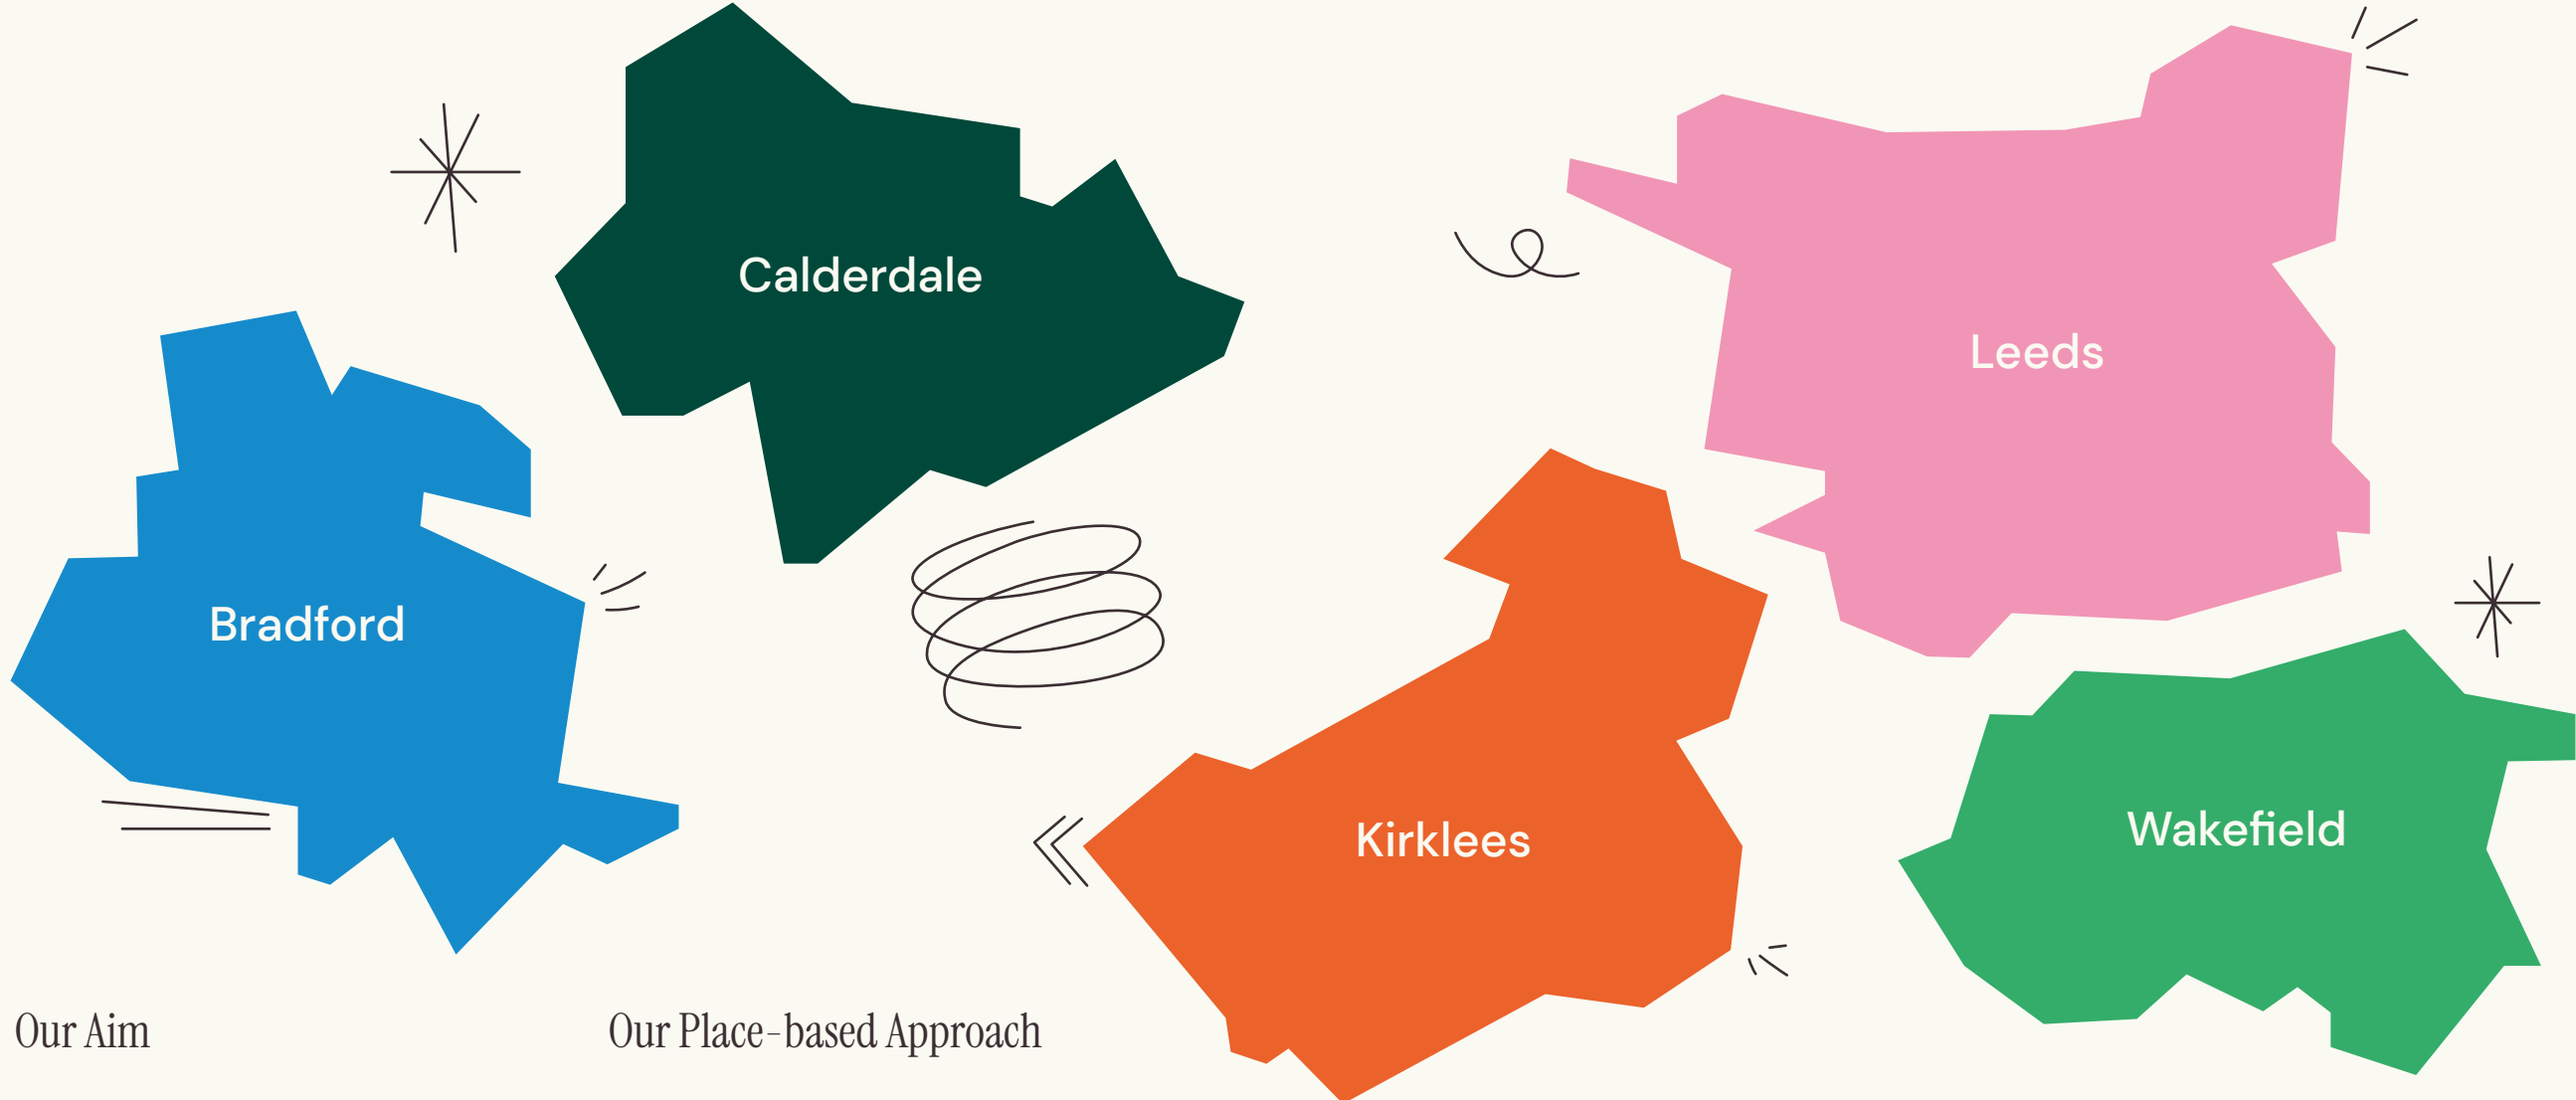 Calderdale
Leeds
Bradford
Kirklees
Wakefield
Our Aim
Our Place-based Approach